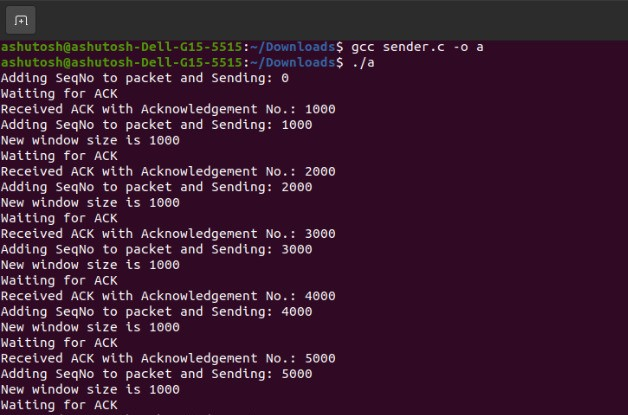 ashutosh@ashutosh-Dell-G15-5515:~/Downloads$ gcc sender.c -o a
ashutosh@ashutosh-Dell-G15-5515:~/Downloads$ ./a
Adding SeqNo to packet and Sending: 0
Waiting for ACK
Received ACK with Acknowledgement No.: 1000
Adding SeqNo to packet and Sending: 1000
New window size is 1000
Waiting for ACK
Received ACK with Acknowledgement No.: 2000
Adding SeqNo to packet and Sending: 2000
New window size is 1000
Waiting for ACK
Received ACK with Acknowledgement No.: 3000
Adding SeqNo to packet and Sending: 3000
New window size is 1000
Waiting for ACK
Received ACK with Acknowledgement No.: 4000
Adding SeqNo to packet and Sending: 4000
New window size is 1000
Waiting for ACK
Received ACK with Acknowledgement No.: 5000
Adding SeqNo to packet and Sending: 5000
New window size is 1000
Waiting for ACK